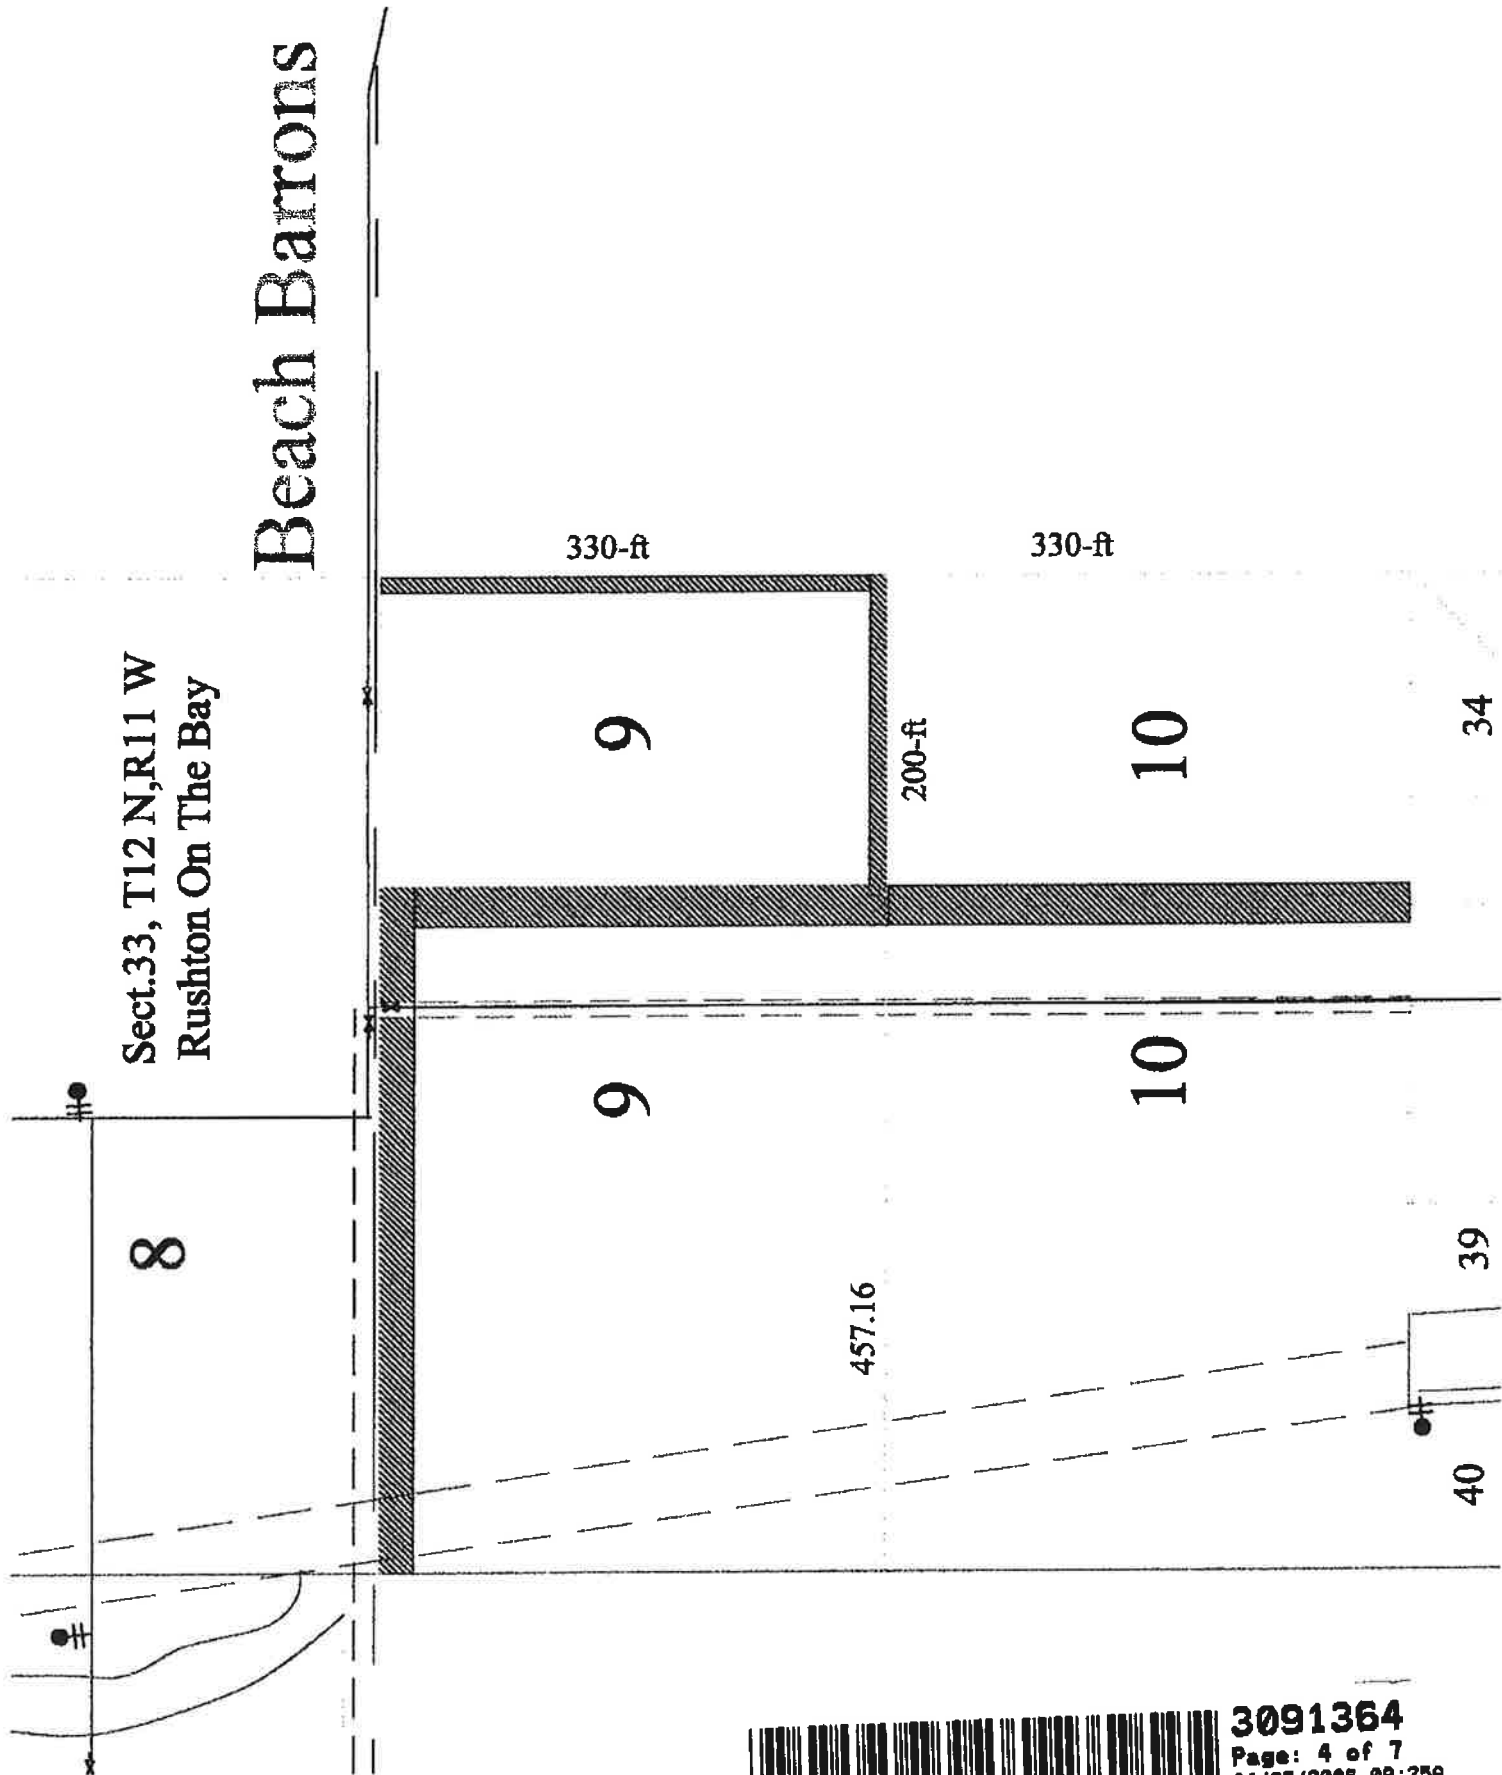 Beach Barrons
Sect.33, T12 N,R11 W
Rushton On The Bay
8
330-ft
330-ft
9
200-ft
10
34
9
10
457.16
39
40
3091364
Page: 4 of 7